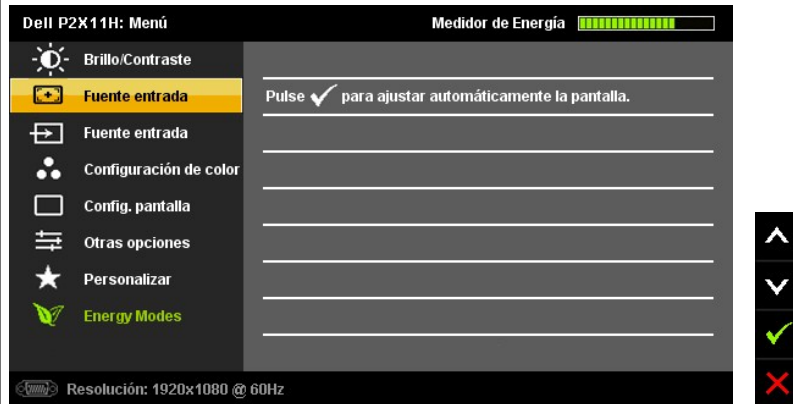 Dell P2X11H: Menú
Medidor de Energía
Brillo/Contraste
Fuente entrada
Pulse ✓ para ajustar automáticamente la pantalla.
Fuente entrada
Configuración de color
Config. pantalla
Otras opciones
Personalizar
Energy Modes
Resolución: 1920x1080 @ 60Hz